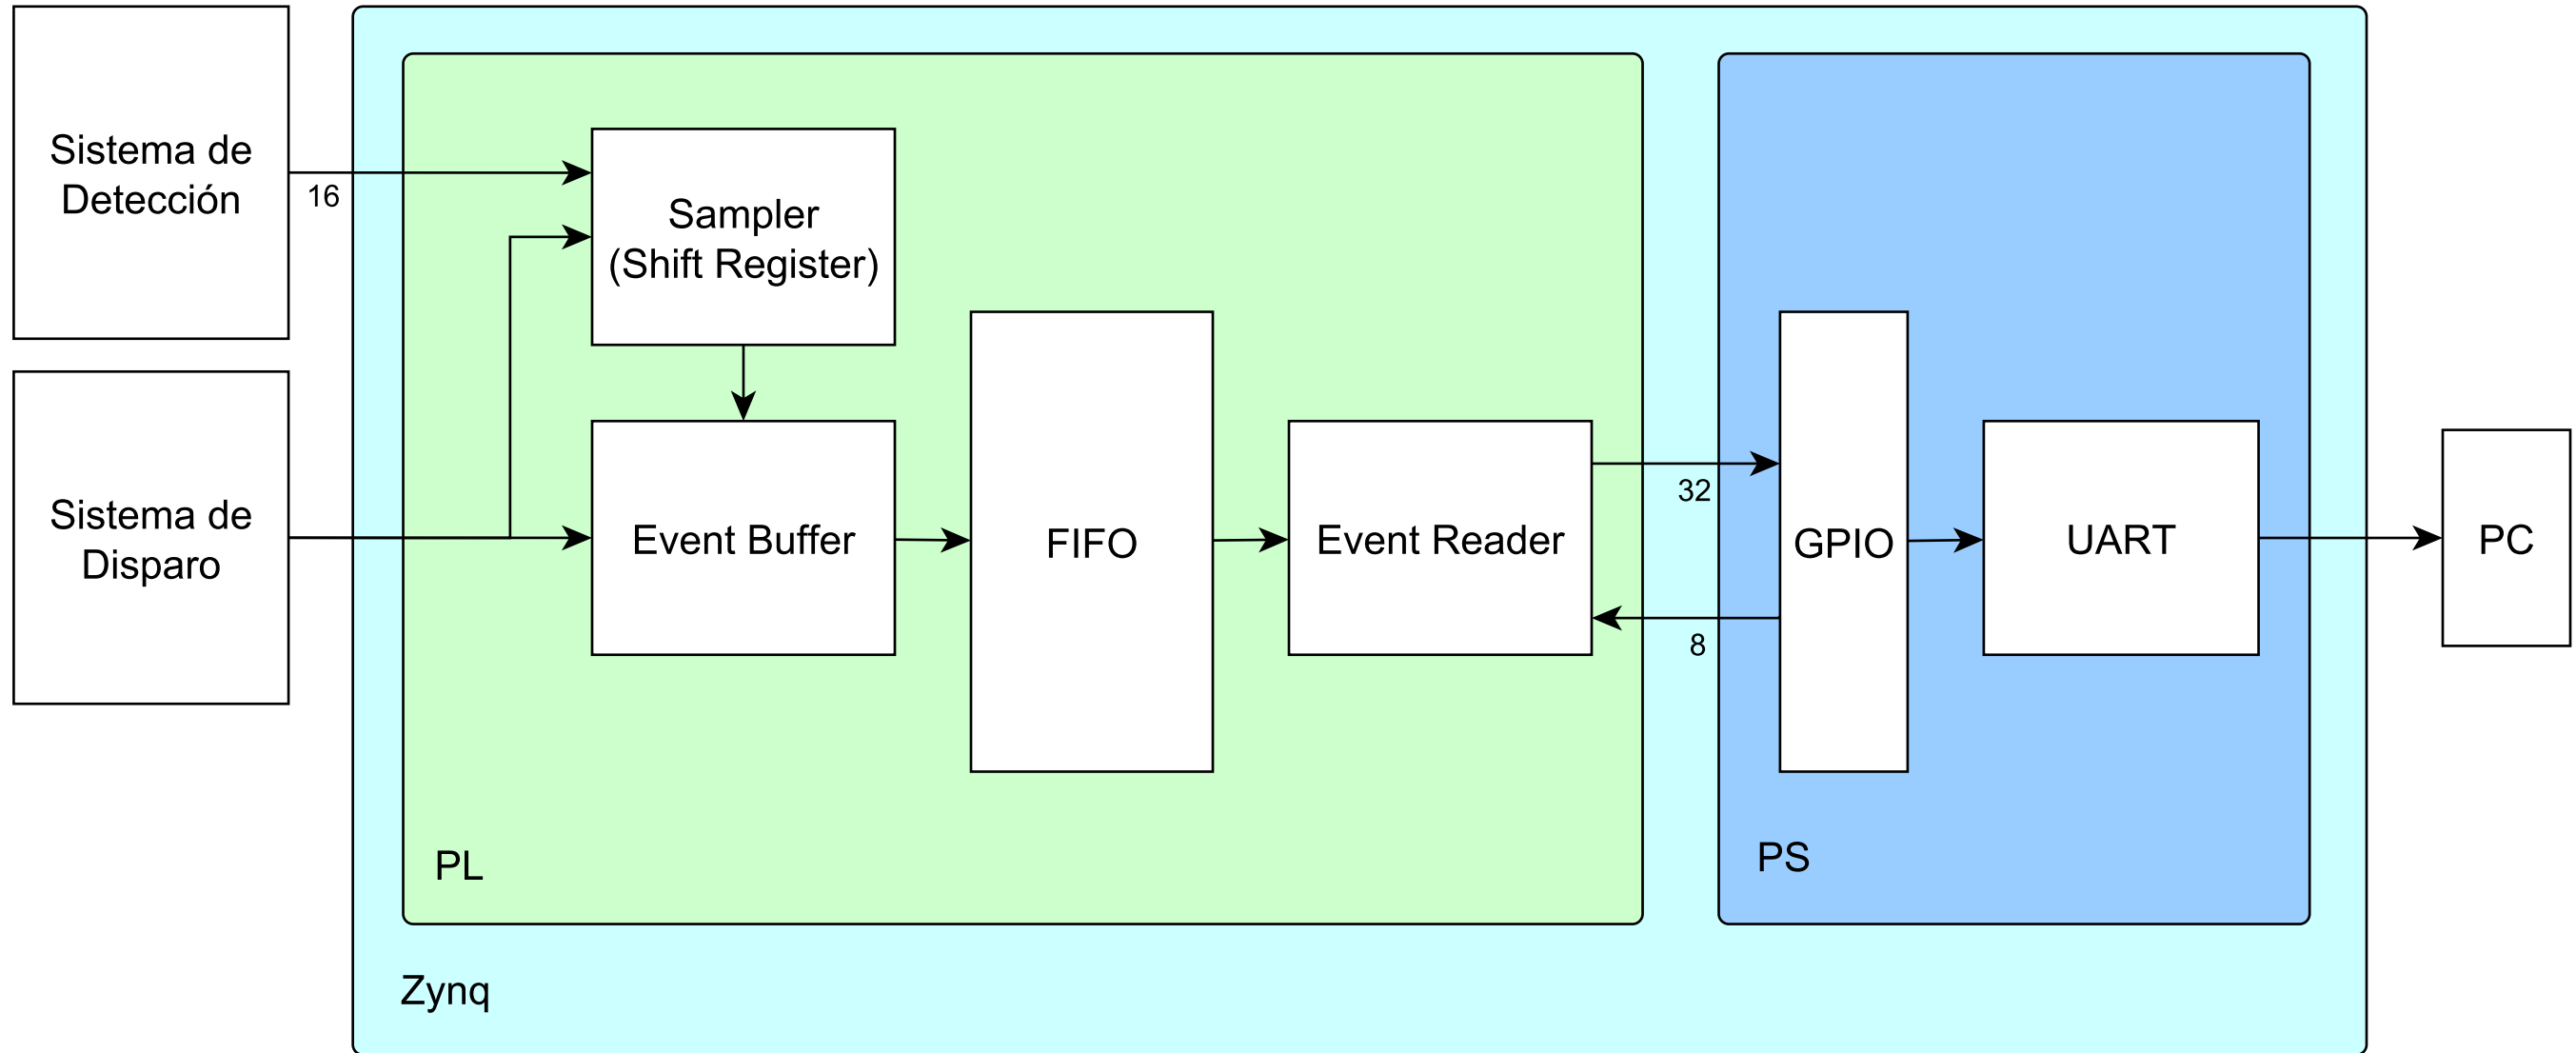 Sistema de
Detección
16
Sampler
(Shift Register)
Sistema de
Disparo
Event Buffer
FIFO
Event Reader
32
8
GPIO
UART
PC
PL
PS
Zynq